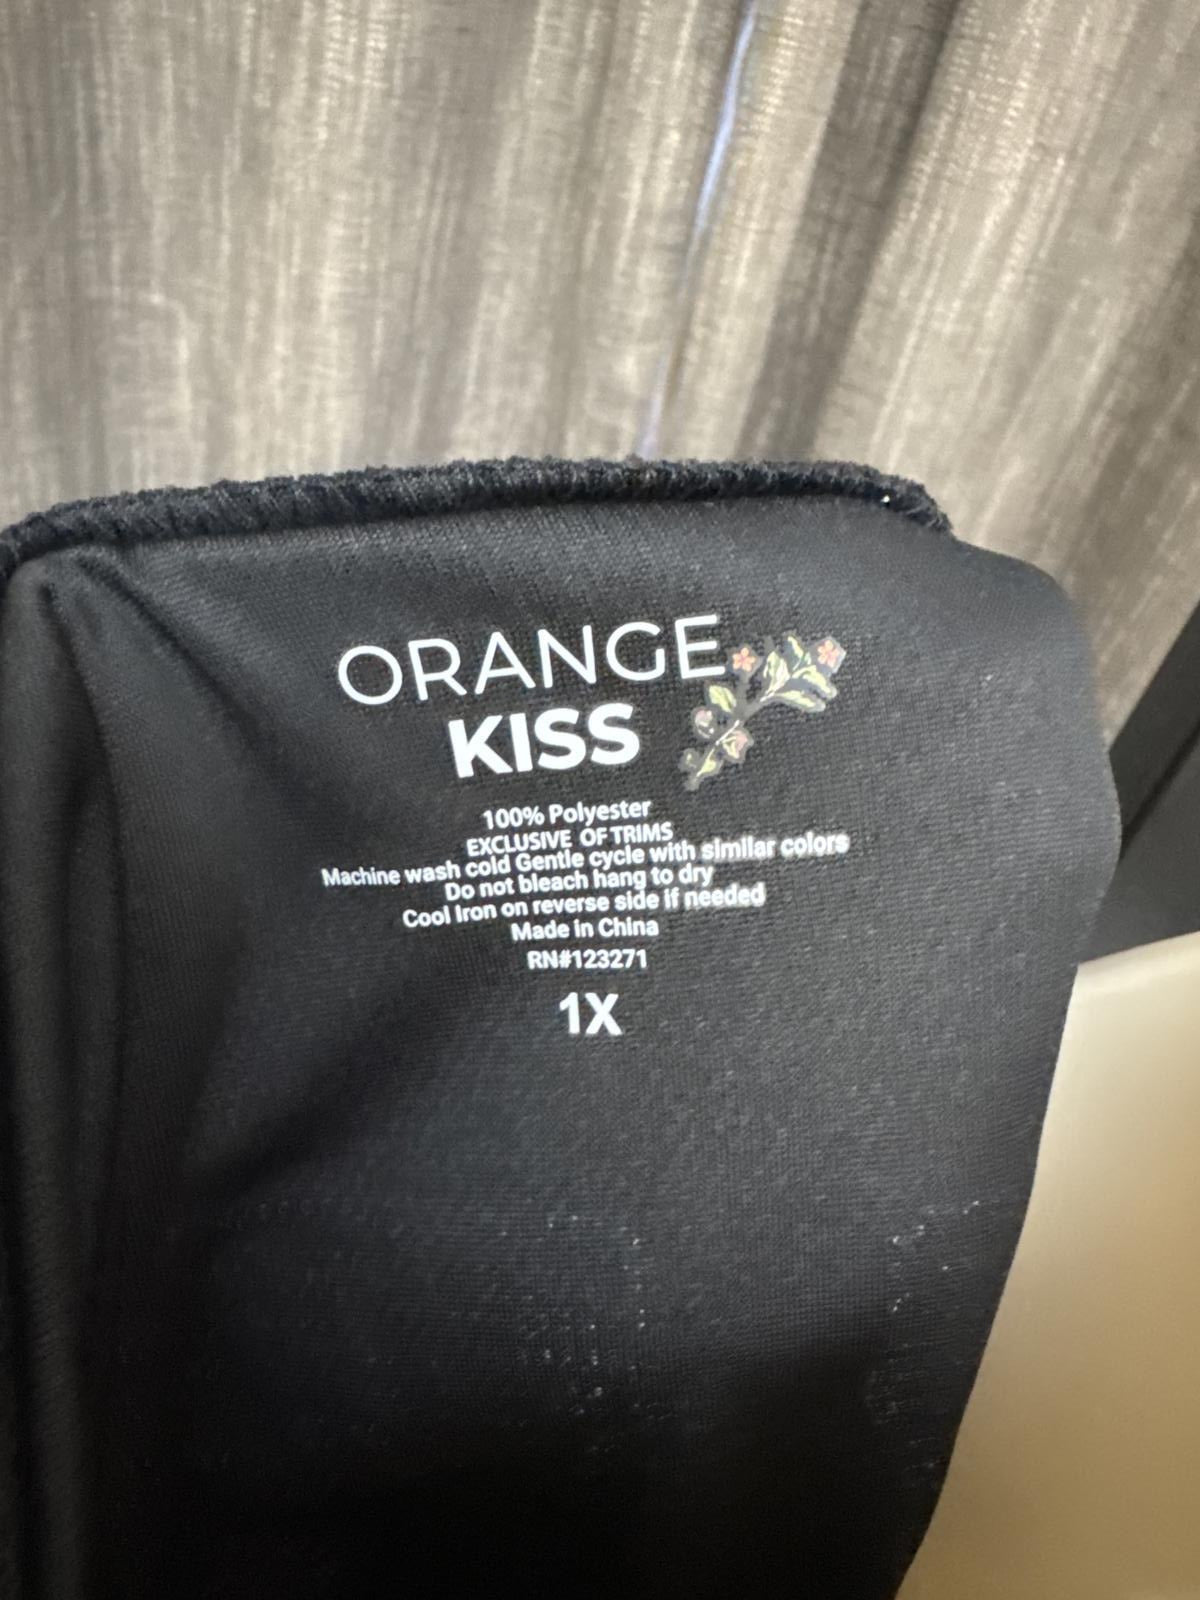 ORANGE
KISS
100% Polyester
EXCLUSIVE OF TRIMS
Machine wash cold Gentle cycle with similar colors
Do not bleach hang to dry
Cool Iron on reverse side if needed
Made in China
RN#123271
1X